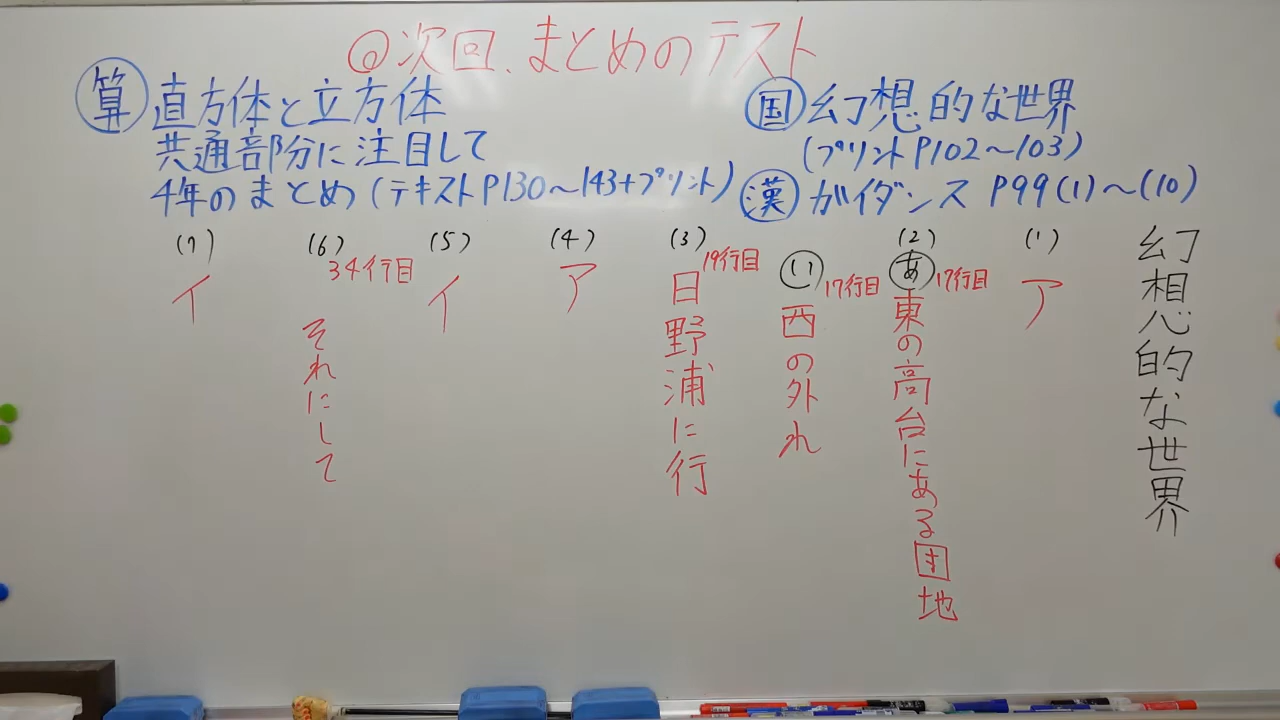 @次回、まとめのテスト
算 直方体と立方体
共通部分に注目して
4年のまとめ(テキストP130〜143+プリント)
国 幻想的な世界
(プリントP102〜103)
漢 ガイダンス P99(1)〜(10)
幻想的な世界
(1)
ア
(2)
あ 17行目
東の高台にある団地
い 17行目
西の外れ
(3)
19行目
日野浦に行
(4)
ア
(5)
イ
(6)
34行目
それにして
(7)
イ